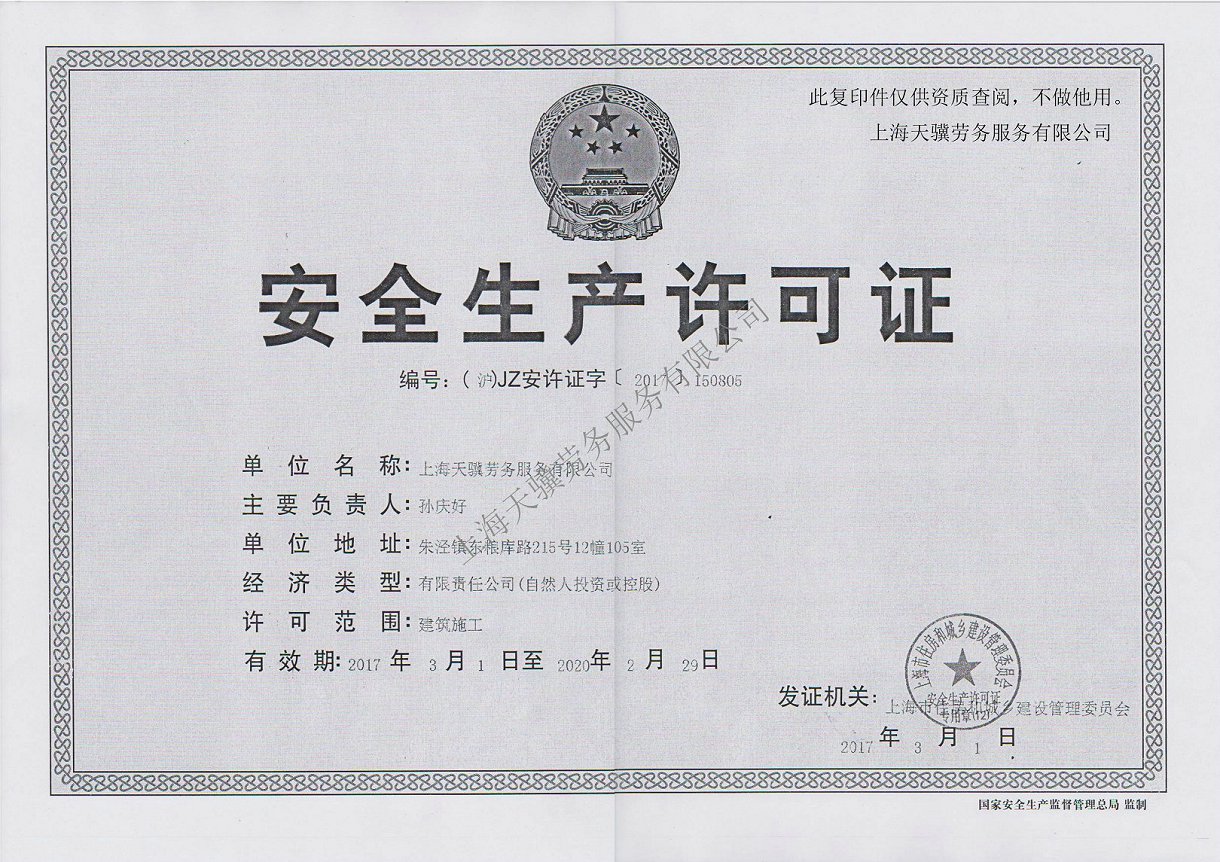 此复印件仅供资质查阅，不做他用。
上海天骥劳务服务有限公司
安全生产许可证
编号：（沪）JZ安许证字〔2017〕150805
单位名称：上海天骥劳务服务有限公司
主要负责人：孙庆好
单位地址：朱泾镇东粮库路215号12幢105室
经济类型：有限责任公司(自然人投资或控股)
许可范围：建筑施工
有效期：2017年3月1日至2020年2月29日
上海天骥劳务服务有限公司
上海市住房和城乡建设管理委员会
安全生产许可证
专用章(12)
发证机关：上海市住房和城乡建设管理委员会
2017年3月1日
国家安全生产监督管理总局 监制